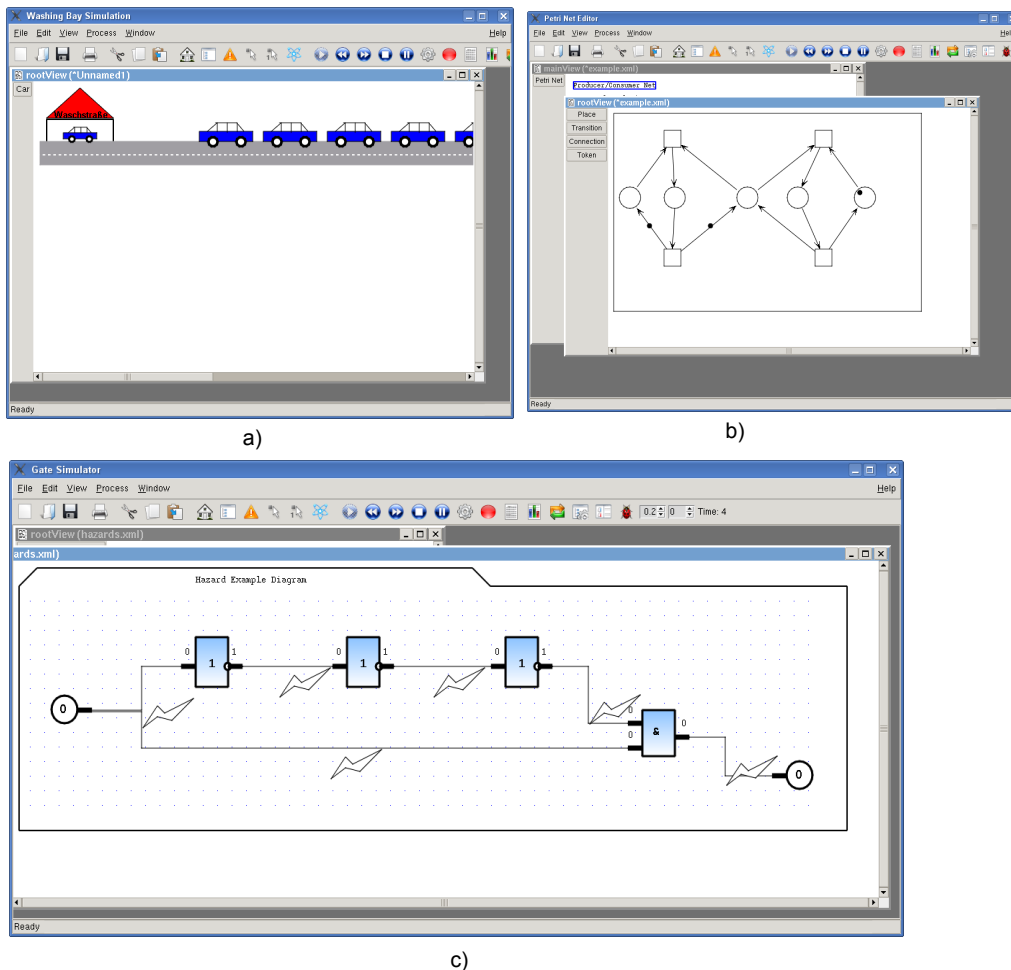 Washing Bay Simulation
File Edit View Process Window Help
rootView (*Unnamed1)
Car
Waschstraße
Ready
a)
Petri Net Editor
File Edit View Process Window Hel
mainView (*example.xml)
Petri Net
Producer/Consumer Net
rootView (*example.xml)
Place
Transition
Connection
Token
Ready
b)
Gate Simulator
File Edit View Process Window Help
0.2 0 Time: 4
rootView (hazards.xml)
ards.xml)
Hazard Example Diagram
0 1 0 1 0 1
1 1 1
0
0
0 0
&
0
Ready
c)